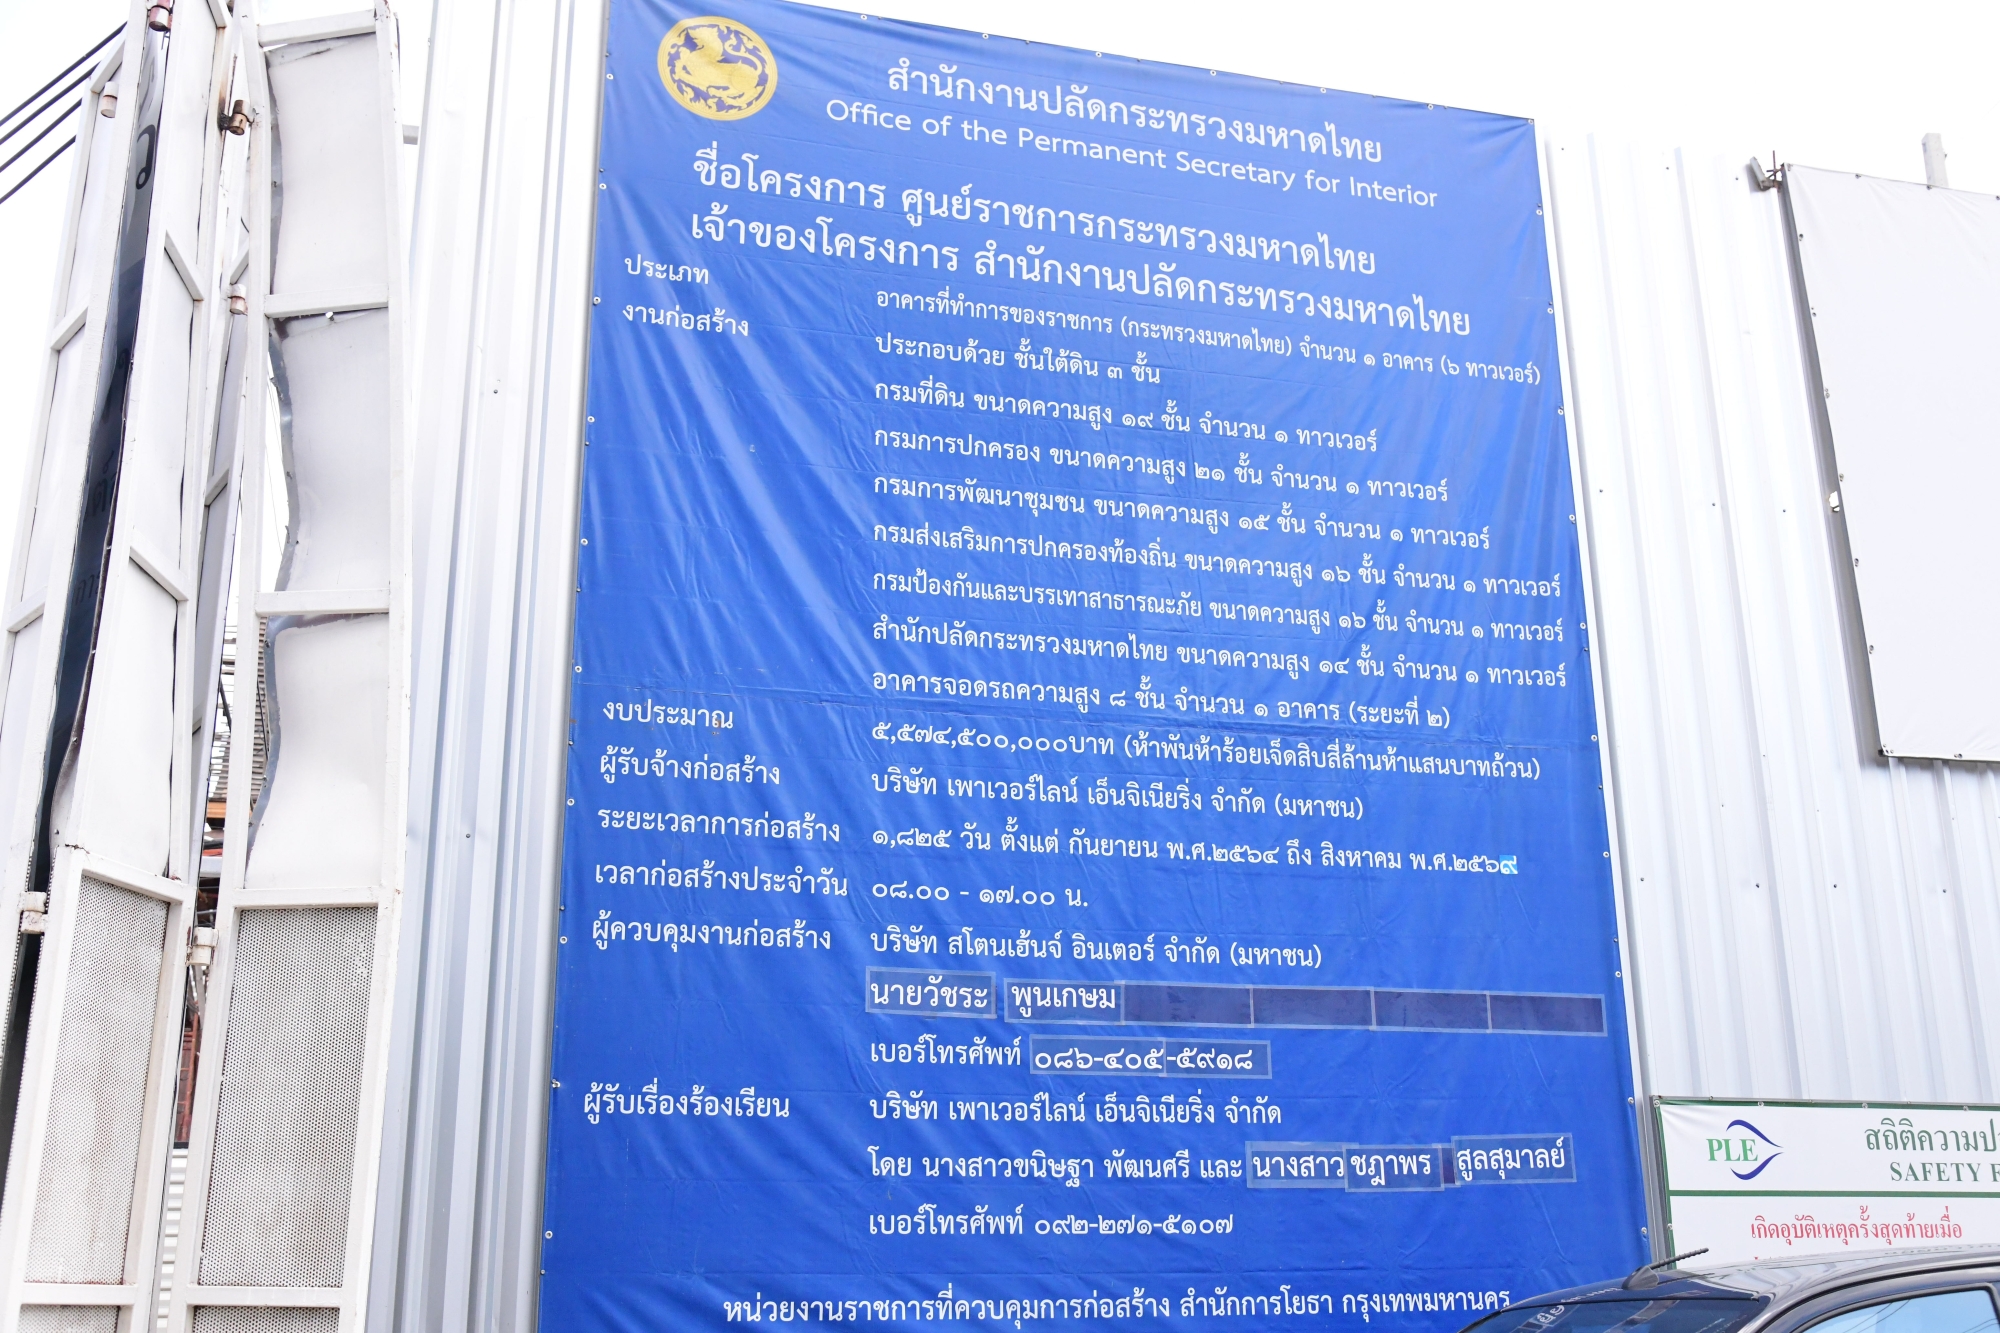 สำนักงานปลัดกระทรวงมหาดไทย
Office of the Permanent Secretary for Interior
ชื่อโครงการ ศูนย์ราชการกระทรวงมหาดไทย
เจ้าของโครงการ สำนักงานปลัดกระทรวงมหาดไทย
ประเภท อาคารที่ทำการของราชการ (กระทรวงมหาดไทย) จำนวน ๑ อาคาร (๖ ทาวเวอร์)
งานก่อสร้าง ประกอบด้วย ชั้นใต้ดิน ๓ ชั้น
กรมที่ดิน ขนาดความสูง ๑๙ ชั้น จำนวน ๑ ทาวเวอร์
กรมการปกครอง ขนาดความสูง ๒๑ ชั้น จำนวน ๑ ทาวเวอร์
กรมการพัฒนาชุมชน ขนาดความสูง ๑๕ ชั้น จำนวน ๑ ทาวเวอร์
กรมส่งเสริมการปกครองท้องถิ่น ขนาดความสูง ๑๖ ชั้น จำนวน ๑ ทาวเวอร์
กรมป้องกันและบรรเทาสาธารณะภัย ขนาดความสูง ๑๖ ชั้น จำนวน ๑ ทาวเวอร์
สำนักปลัดกระทรวงมหาดไทย ขนาดความสูง ๑๔ ชั้น จำนวน ๑ ทาวเวอร์
อาคารจอดรถความสูง ๘ ชั้น จำนวน ๑ อาคาร (ระยะที่ ๒)
งบประมาณ ๕,๕๗๔,๕๐๐,๐๐๐บาท (ห้าพันห้าร้อยเจ็ดสิบสี่ล้านห้าแสนบาทถ้วน)
ผู้รับจ้างก่อสร้าง บริษัท เพาเวอร์ไลน์ เอ็นจิเนียริ่ง จำกัด (มหาชน)
ระยะเวลาการก่อสร้าง ๑,๘๒๕ วัน ตั้งแต่ กันยายน พ.ศ.๒๕๖๔ ถึง สิงหาคม พ.ศ.๒๕๖๙
เวลาก่อสร้างประจำวัน ๐๘.๐๐ - ๑๗.๐๐ น.
ผู้ควบคุมงานก่อสร้าง บริษัท สโตนเฮ้นจ์ อินเตอร์ จำกัด (มหาชน)
นายวัชระ พูนเกษม
เบอร์โทรศัพท์ ๐๘๖-๔๐๕-๕๙๑๘
ผู้รับเรื่องร้องเรียน บริษัท เพาเวอร์ไลน์ เอ็นจิเนียริ่ง จำกัด
โดย นางสาวขนิษฐา พัฒนศรี และ นางสาว ชฎาพร สูลสุมาลย์
เบอร์โทรศัพท์ ๐๙๒-๒๗๑-๕๑๐๗
หน่วยงานราชการที่ควบคุมการก่อสร้าง สำนักการโยธา กรุงเทพมหานคร
PLE
สถิติความป
SAFETY
เกิดอุบัติเหตุครั้งสุดท้ายเมื่อ